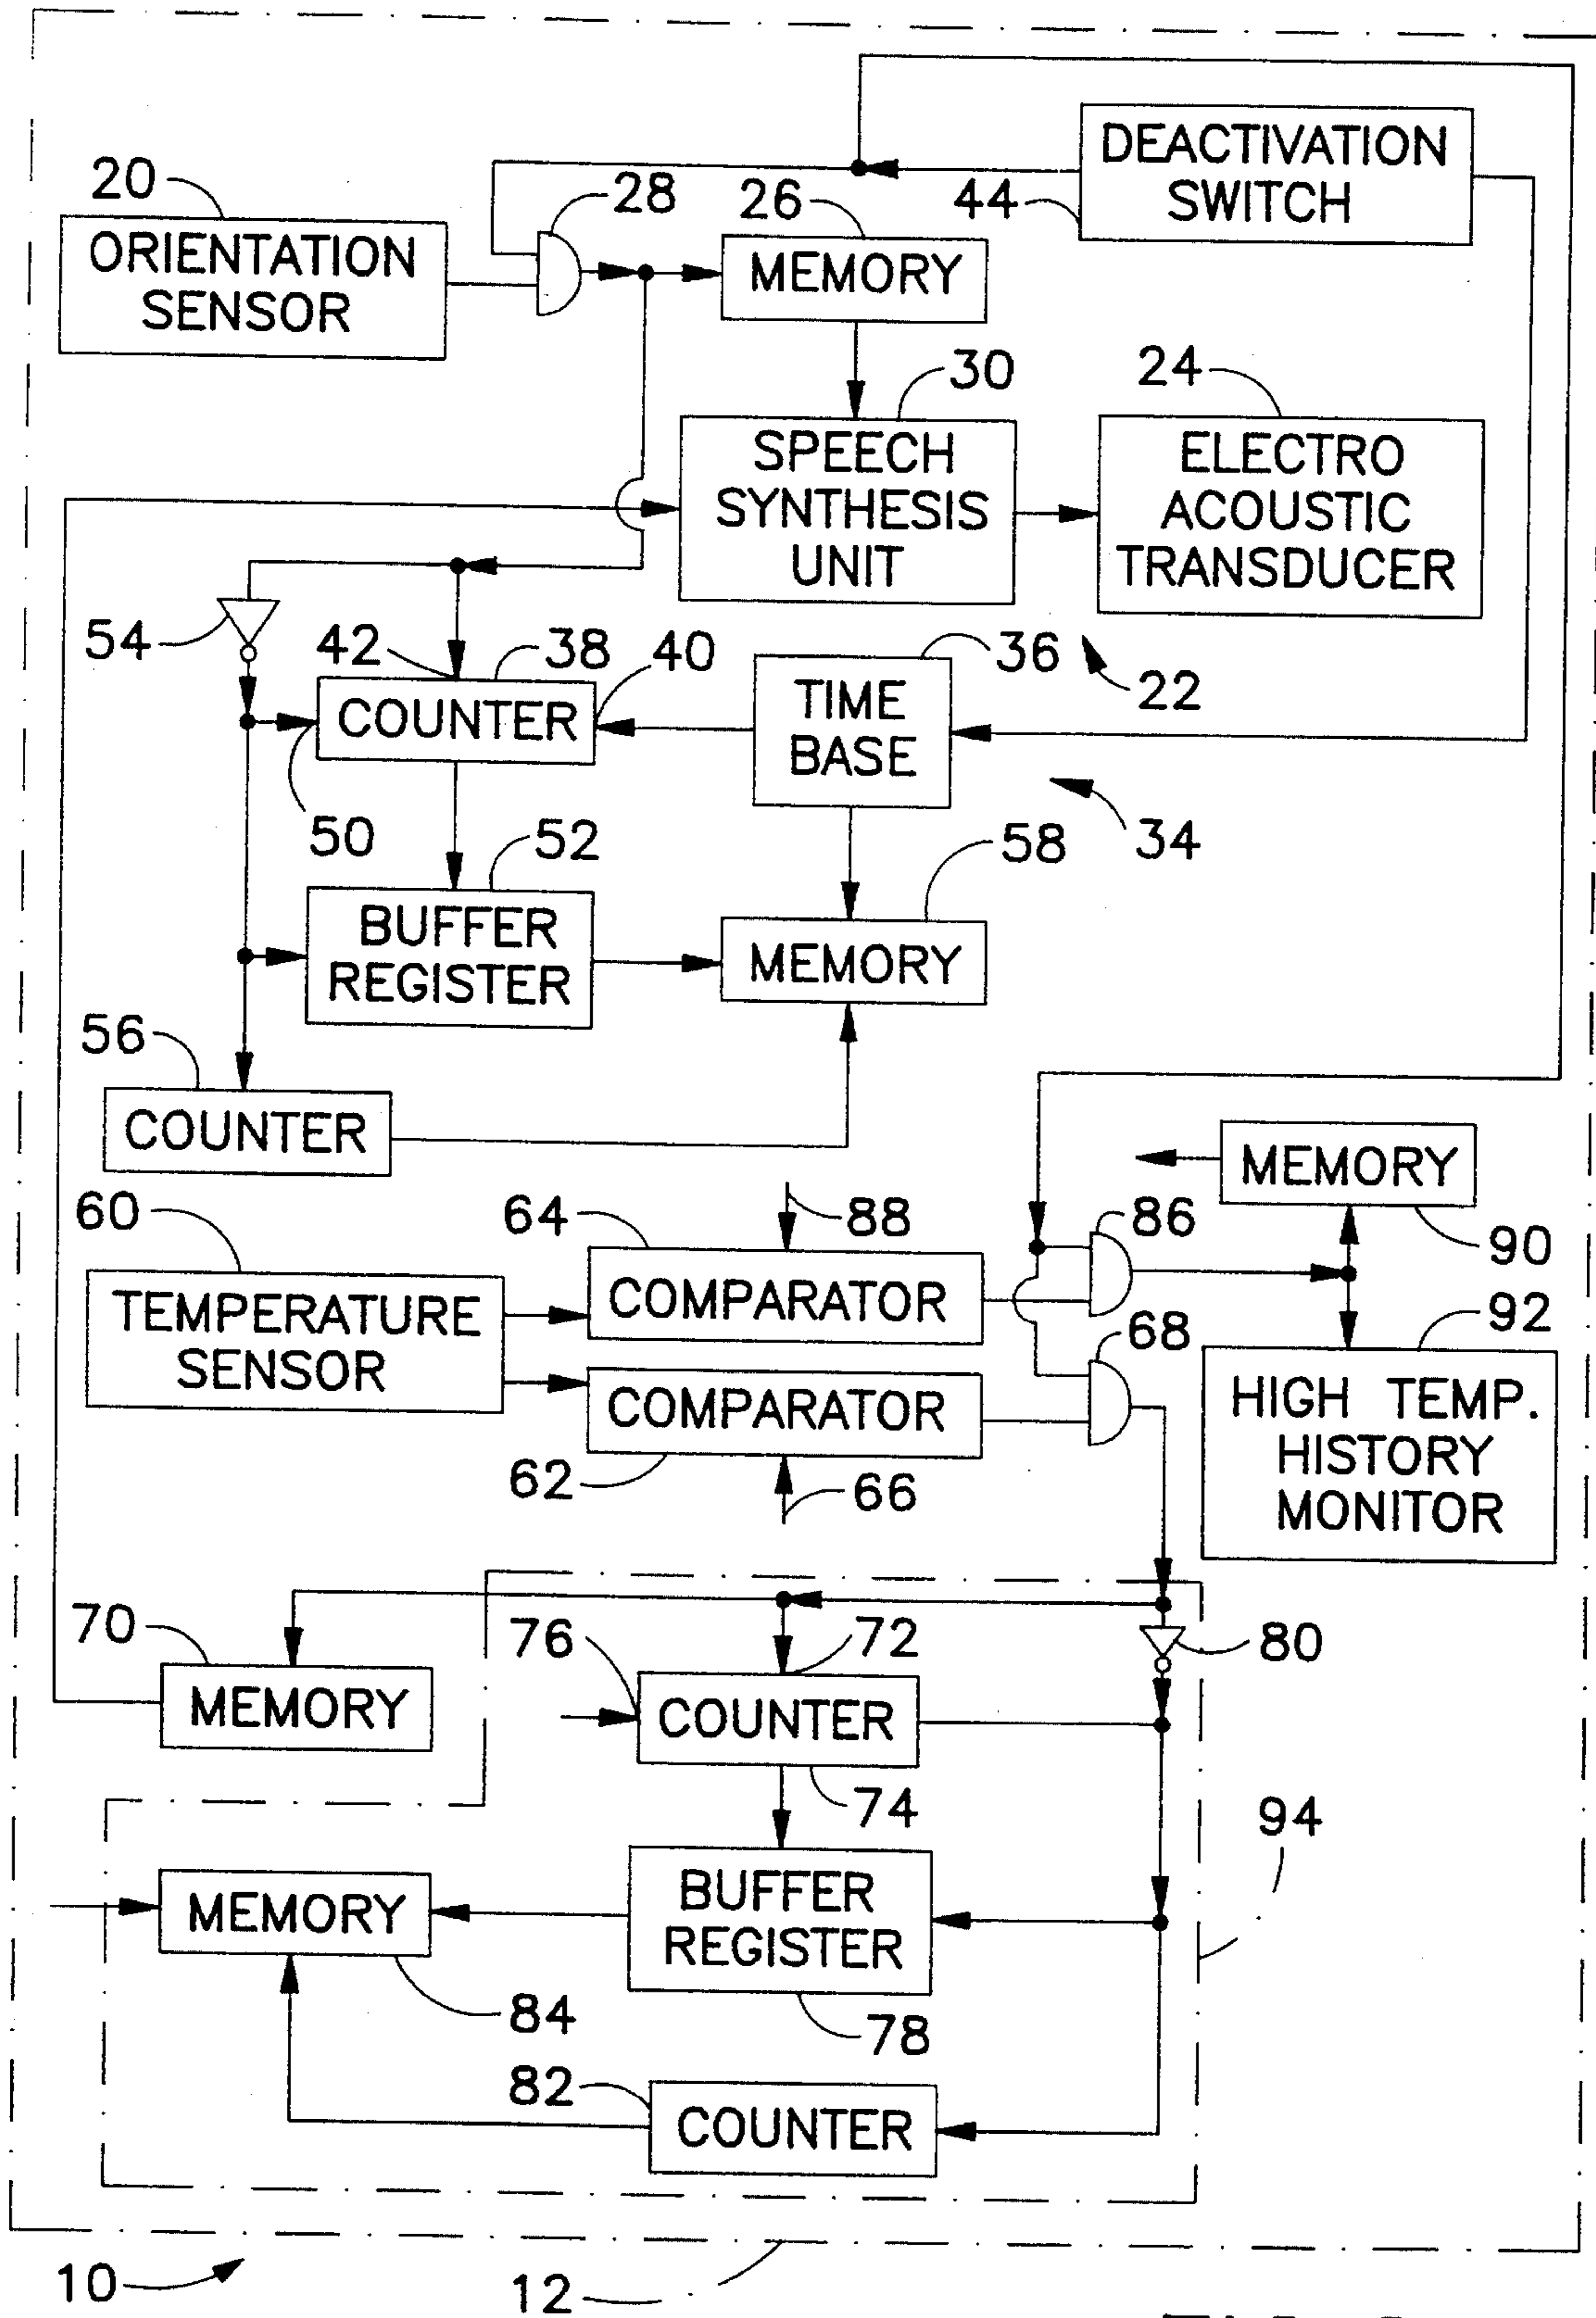 DEACTIVATION
SWITCH
20
28
26
44
ORIENTATION
SENSOR
MEMORY
30
24
SPEECH
SYNTHESIS
UNIT
ELECTRO
ACOUSTIC
TRANSDUCER
54
42
38
40
36
22
COUNTER
TIME
BASE
50
52
34
58
BUFFER
REGISTER
MEMORY
56
COUNTER
MEMORY
60
64
88
86
90
TEMPERATURE
SENSOR
COMPARATOR
68
92
COMPARATOR
HIGH TEMP.
HISTORY
MONITOR
62
66
70
76
72
80
MEMORY
COUNTER
74
94
MEMORY
BUFFER
REGISTER
84
78
82
COUNTER
10
12